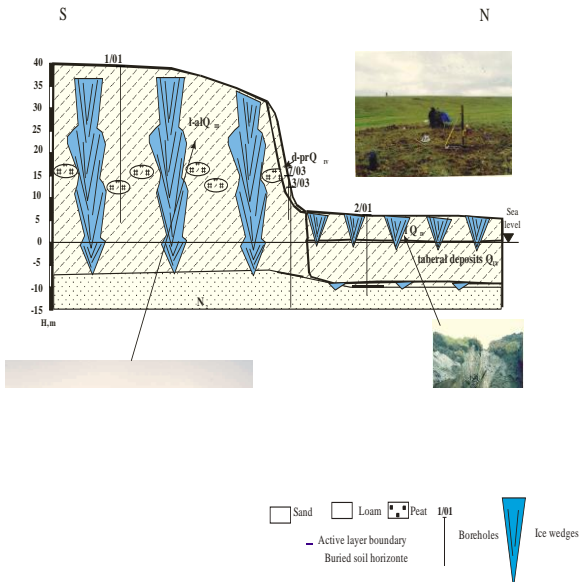 S N
1/01
40
35
30
25
20
15
10
5
0
-5
-10
-15
H, m
l-alQ III
d-prQ IV
2/03
3/03
2/01
Sea
level
l Q IV
taberal deposits Q IV
N
Sand Loam Peat 1/01 Boreholes Ice wedges
Active layer boundary
Buried soil horizonte